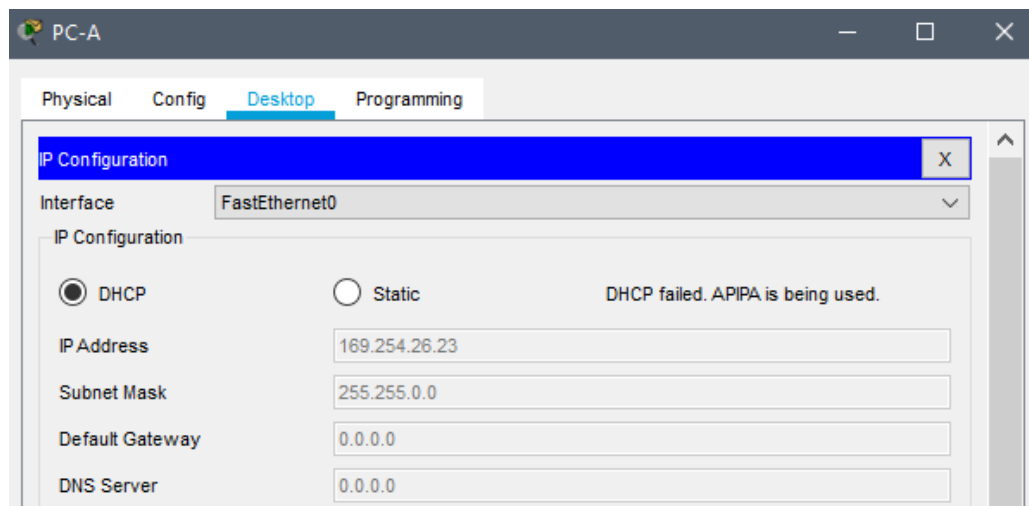 PC-A
Physical Config Desktop Programming
IP Configuration X
Interface FastEthernet0
IP Configuration
DHCP Static DHCP failed. APIPA is being used.
IP Address 169.254.26.23
Subnet Mask 255.255.0.0
Default Gateway 0.0.0.0
DNS Server 0.0.0.0